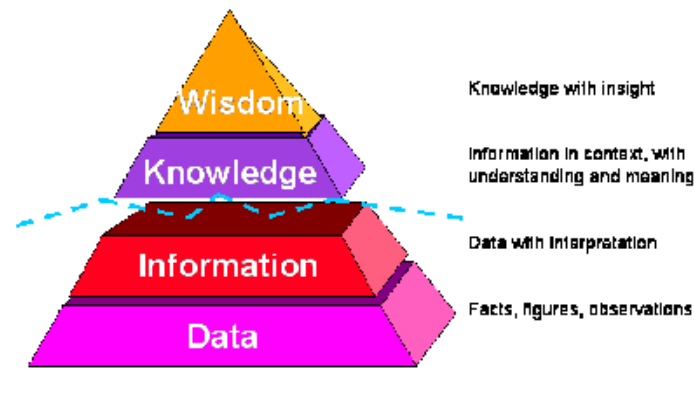 Wisdom
Knowledge with insight
Knowledge
Information in context, with
understanding and meaning
Information
Data with interpretation
Data
Facts, figures, observations